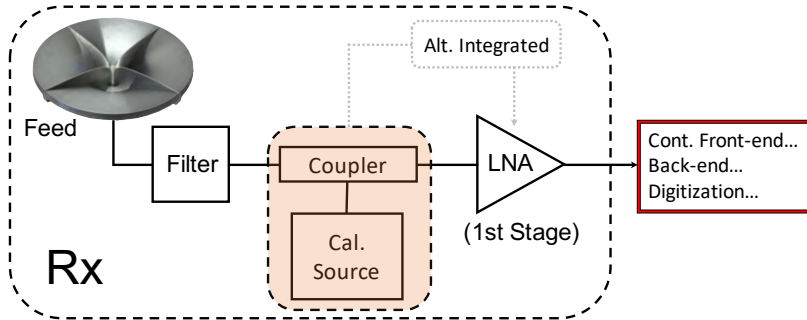 Alt. Integrated
Feed
Filter
Coupler
LNA
(1st Stage)
Cal.
Source
Cont. Front-end...
Back-end...
Digitization...
Rx